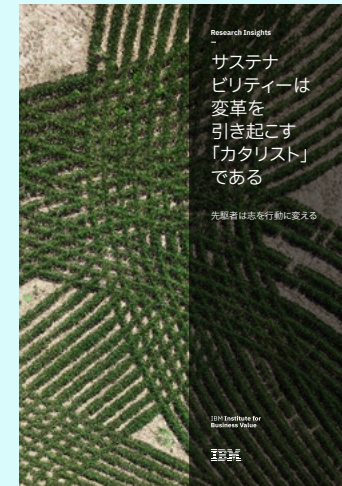 Research Insights
–
サステナ
ビリティーは
変革を
引き起こす
「カタリスト」
である
先駆者は志を行動に変える
IBM Institute for
Business Value
IBM